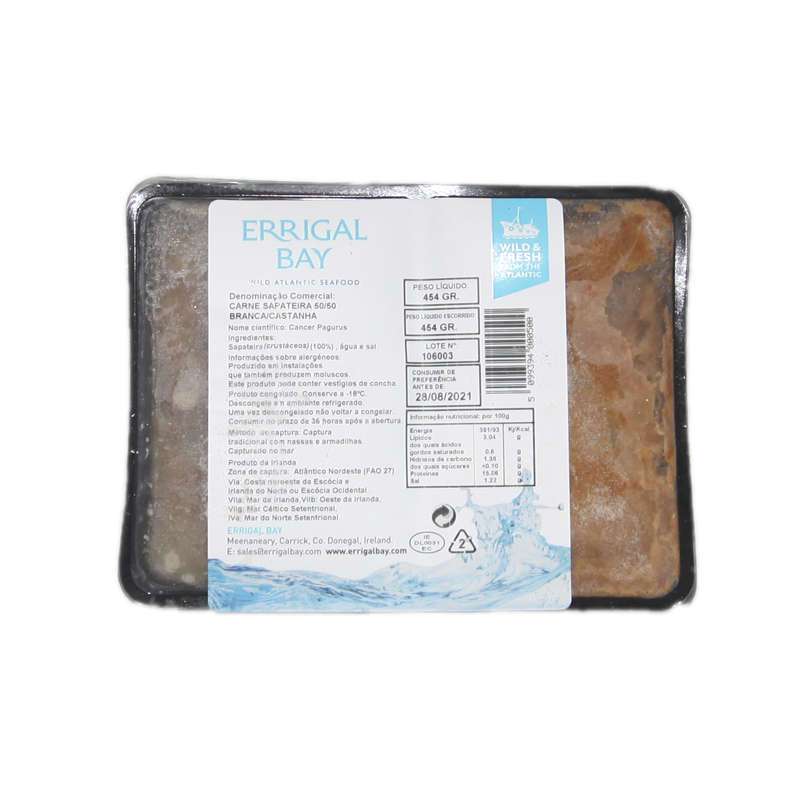 ERRIGAL
BAY
WILD ATLANTIC SEAFOOD
WILD &
FRESH
FROM THE
ATLANTIC
Denominação Comercial:
CARNE SAPATEIRA 50/50
BRANCA/CASTANHA
Nome científico: Cancer Pagurus
Ingredientes:
Sapateira (crustáceos) (100%) , água e sal
Informações sobre alergéneos:
Produzido em instalações
que também produzem moluscos.
Este produto pode conter vestígios de concha.
Produto congelado. Conserve a -18ºC.
Descongele em ambiente refrigerado.
Uma vez descongelado não voltar a congelar.
Consumir no prazo de 36 horas após a abertura.
Método de captura: Captura
tradicional com nassas e armadilhas.
Capturado no mar
Produto da Irlanda
Zona de captura: Atlântico Nordeste (FAO 27)
Via: Costa noroeste da Escócia e
Irlanda do Norte ou Escócia Ocidental
VIIa: Mar da Irlanda, VIIb: Oeste da Irlanda,
VIIg: Mar Céltico Setentrional,
IVa: Mar do Norte Setentrional
ERRIGAL BAY
Meenaneary, Carrick, Co. Donegal, Ireland.
E: sales@errigalbay.com www.errigalbay.com
PESO LÍQUIDO
454 GR.
PESO LÍQUIDO ESCORRIDO
454 GR.
LOTE Nº
106003
CONSUMIR DE
PREFERÊNCIA
ANTES DE:
28/08/2021
5 099394 000500
Informação nutricional: por 100g
Energia 391/93 Kj/Kcal
Lípidos 3,04 g
dos quais ácidos
gordos saturados 0,6 g
Hidratos de carbono 1,35 g
dos quais açúcares <0,10 g
Proteínas 15,06 g
Sal 1,22 g
IE
DL0031
EC
2